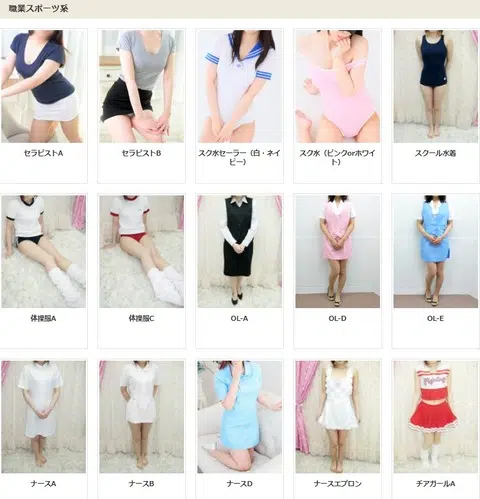 職業スポーツ系
セラピストA
セラピストB
スク水セーラー（白・ネイ
ビー）
スク水（ピンクorホワイ
ト）
スクール水着
体操服A
体操服C
OL-A
OL-D
OL-E
ナースA
ナースB
ナースD
ナースエプロン
チアガールA